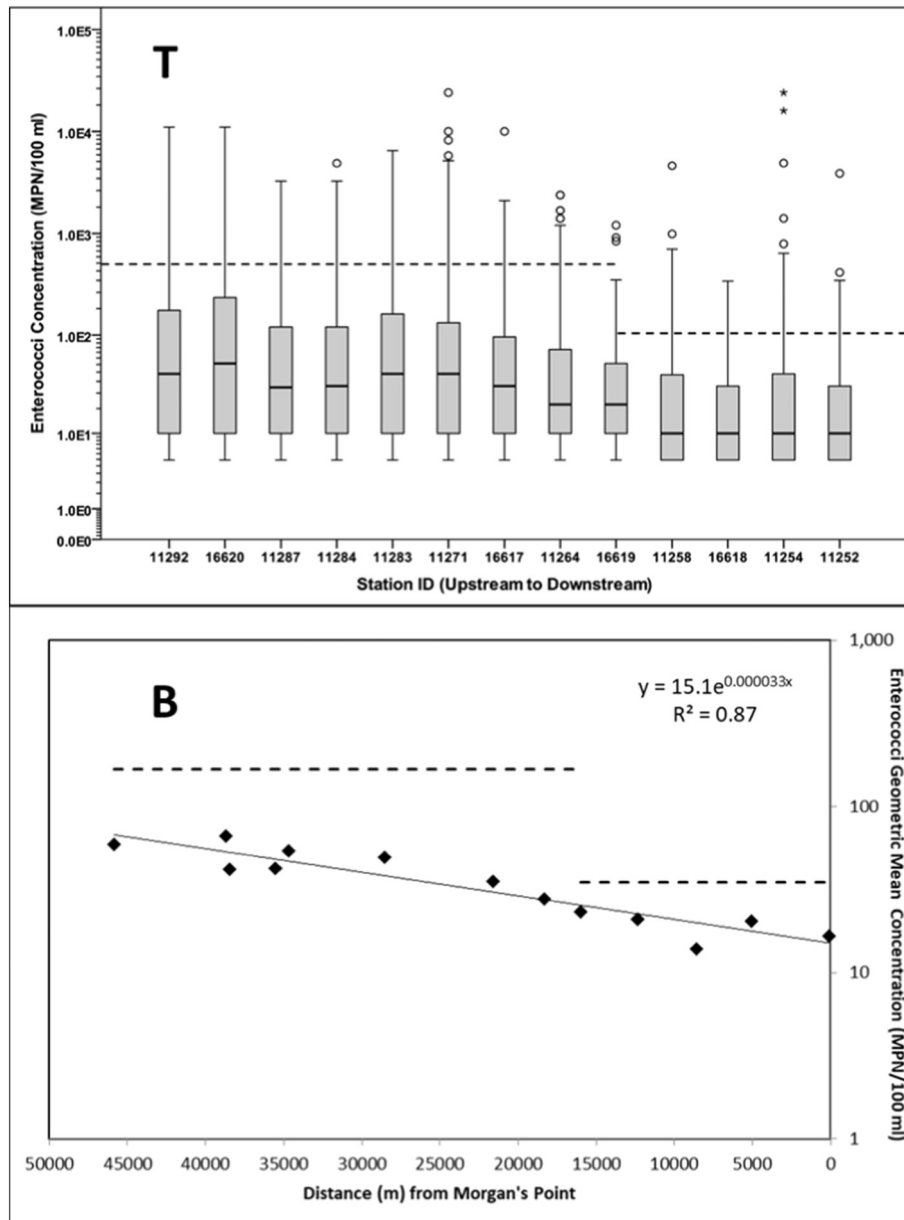 T
Enterococci Concentration (MPN/100 ml)
1.0E5
1.0E4
1.0E3
1.0E2
1.0E1
1.0E0
0.0E0
11292 16620 11287 11284 11283 11271 16617 11264 16619 11258 16618 11254 11252
Station ID (Upstream to Downstream)
B
y = 15.1e^0.000033x
R² = 0.87
1,000
100
10
1
Enterococci Geometric Mean Concentration (MPN/100 ml)
50000 45000 40000 35000 30000 25000 20000 15000 10000 5000 0
Distance (m) from Morgan's Point